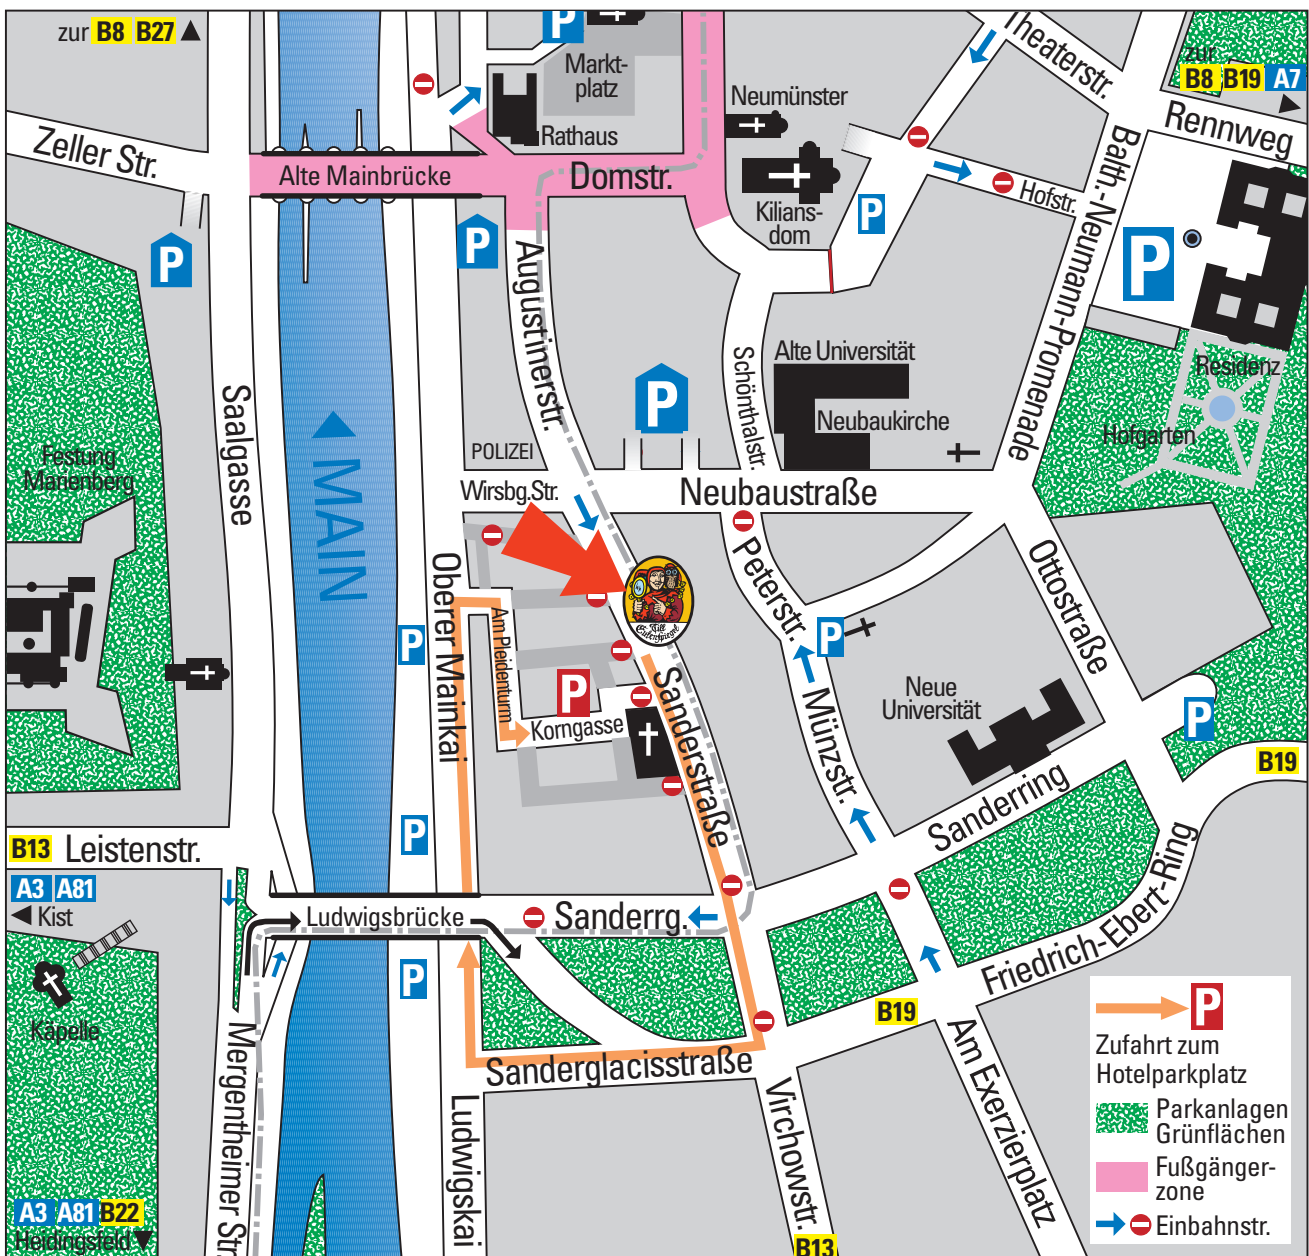 zur B8 B27
P
Markt-
platz
Rathaus
Neumünster
Theaterstr.
zur
B8 B19 A7
Rennweg
Zeller Str.
Alte Mainbrücke
Domstr.
Kilians-
dom
P
Hofstr.
Balth.-Neumann-Promenade
P
P
P
Augustinerstr.
Schönthalstr.
Alte Universität
Neubaukirche
Residenz
Hofgarten
P
Saalgasse
MAIN
Festung
Marienberg
POLIZEI
Wirsbg.Str.
Neubaustraße
Oberer Mainkai
Am Pleidenturm
Till
Eulenspiegel
Peterstr.
P
Ottostraße
P
P
Korngasse
Sanderstraße
Münzstr.
Neue
Universität
P
B19
Sanderring
B13 Leistenstr.
P
A3 A81
Kist
Ludwigsbrücke
Sanderrg.
Friedrich-Ebert-Ring
P
B19
Käpelle
Mergentheimer Str.
Sanderglacisstraße
Ludwigskai
Virchowstr.
Am Exerzierplatz
B13
A3 A81 B22
Heidingsfeld
P
Zufahrt zum
Hotelparkplatz
Parkanlagen
Grünflächen
Fußgänger-
zone
Einbahnstr.